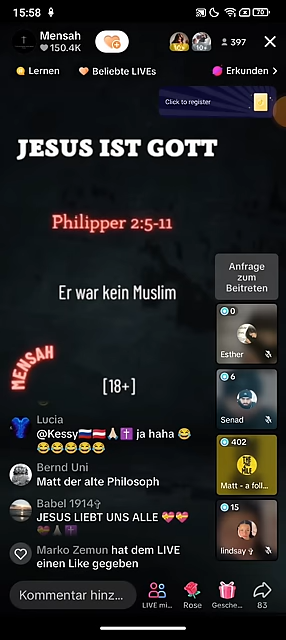 15:58
70
Mensah
150.4K
10+
10+
397
Lernen
Beliebte LIVEs
Erkunden
Click to register
JESUS IST GOTT
Philipper 2:5-11
Er war kein Muslim
Anfrage
zum
Beitreten
MENSAH
[18+]
0
Esther
6
Senad
402
Matt - a foll...
15
lindsay
Lucia
@Kessy🇷🇺🇦🇹🙏🏻✝️ ja haha 😂
😂😂😂😂😂
Bernd Uni
Matt der alte Philosoph
Babel 1914✞
JESUS LIEBT UNS ALLE 💝💝
Marko Zemun hat dem LIVE
einen Like gegeben
Kommentar hinz...
LIVE mi...
Rose
Gesche...
83